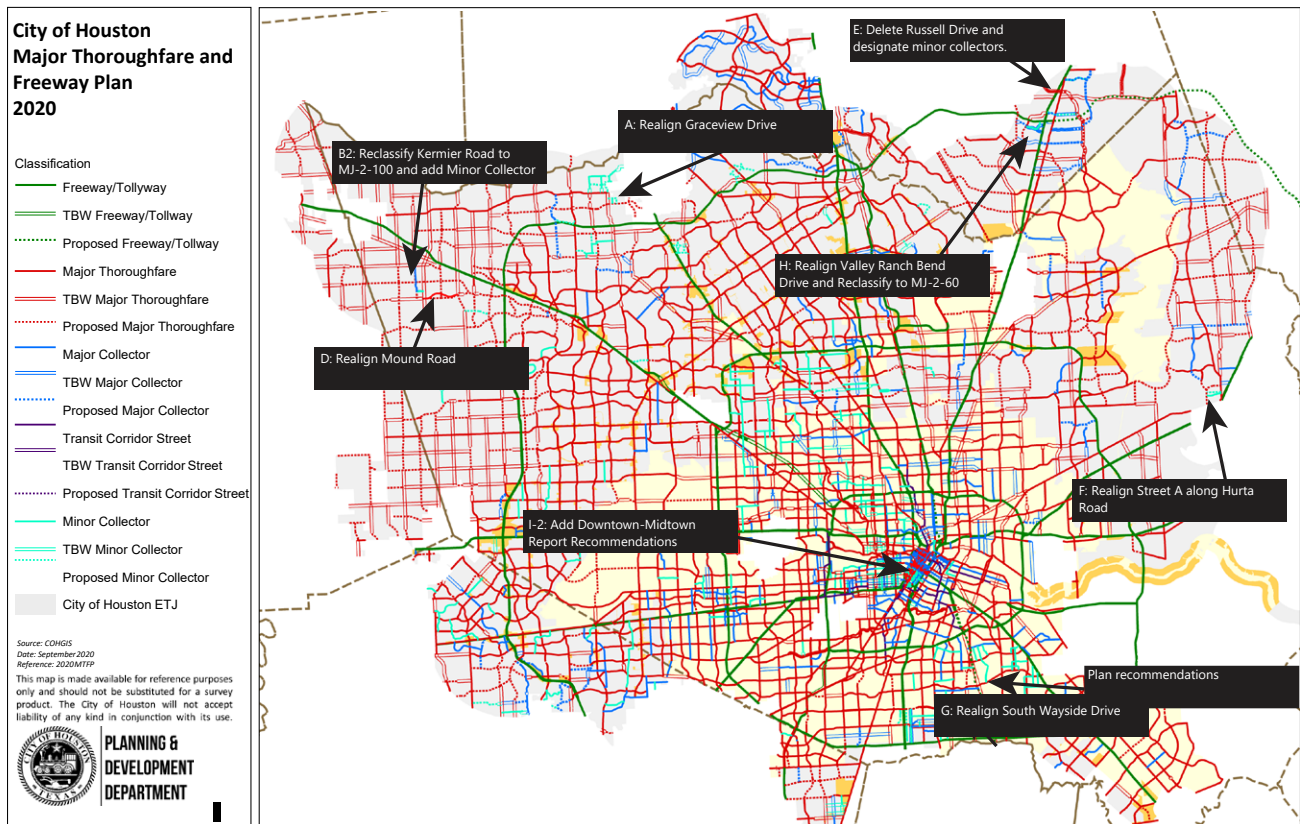 City of Houston
Major Thoroughfare and
Freeway Plan
2020
Classification
Freeway/Tollyway
TBW Freeway/Tollway
Proposed Freeway/Tollway
Major Thoroughfare
TBW Major Thoroughfare
Proposed Major Thoroughfare
Major Collector
TBW Major Collector
Proposed Major Collector
Transit Corridor Street
TBW Transit Corridor Street
Proposed Transit Corridor Street
Minor Collector
TBW Minor Collector
Proposed Minor Collector
City of Houston ETJ
Source: COHGIS
Date: September2020
Reference: 2020MTFP
This map is made available for reference purposes
only and should not be substituted for a survey
product. The City of Houston will not accept
liability of any kind in conjunction with its use.
CITY OF HOUSTON
TEXAS
PLANNING &
DEVELOPMENT
DEPARTMENT
E: Delete Russell Drive and
designate minor collectors.
A: Realign Graceview Drive
B2: Reclassify Kermier Road to
MJ-2-100 and add Minor Collector
H: Realign Valley Ranch Bend
Drive and Reclassify to MJ-2-60
D: Realign Mound Road
F: Realign Street A along Hurta
Road
I-2: Add Downtown-Midtown
Report Recommendations
Plan recommendations
G: Realign South Wayside Drive